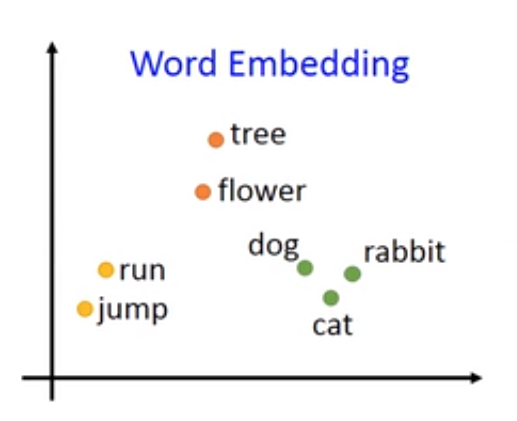 Word Embedding
tree
flower
dog
rabbit
run
jump
cat